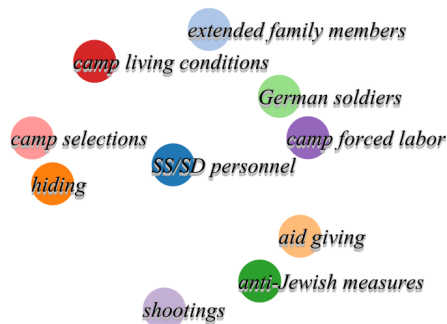 extended family members
camp living conditions
German soldiers
camp selections
camp forced labor
SS/SD personnel
hiding
aid giving
anti-Jewish measures
shootings